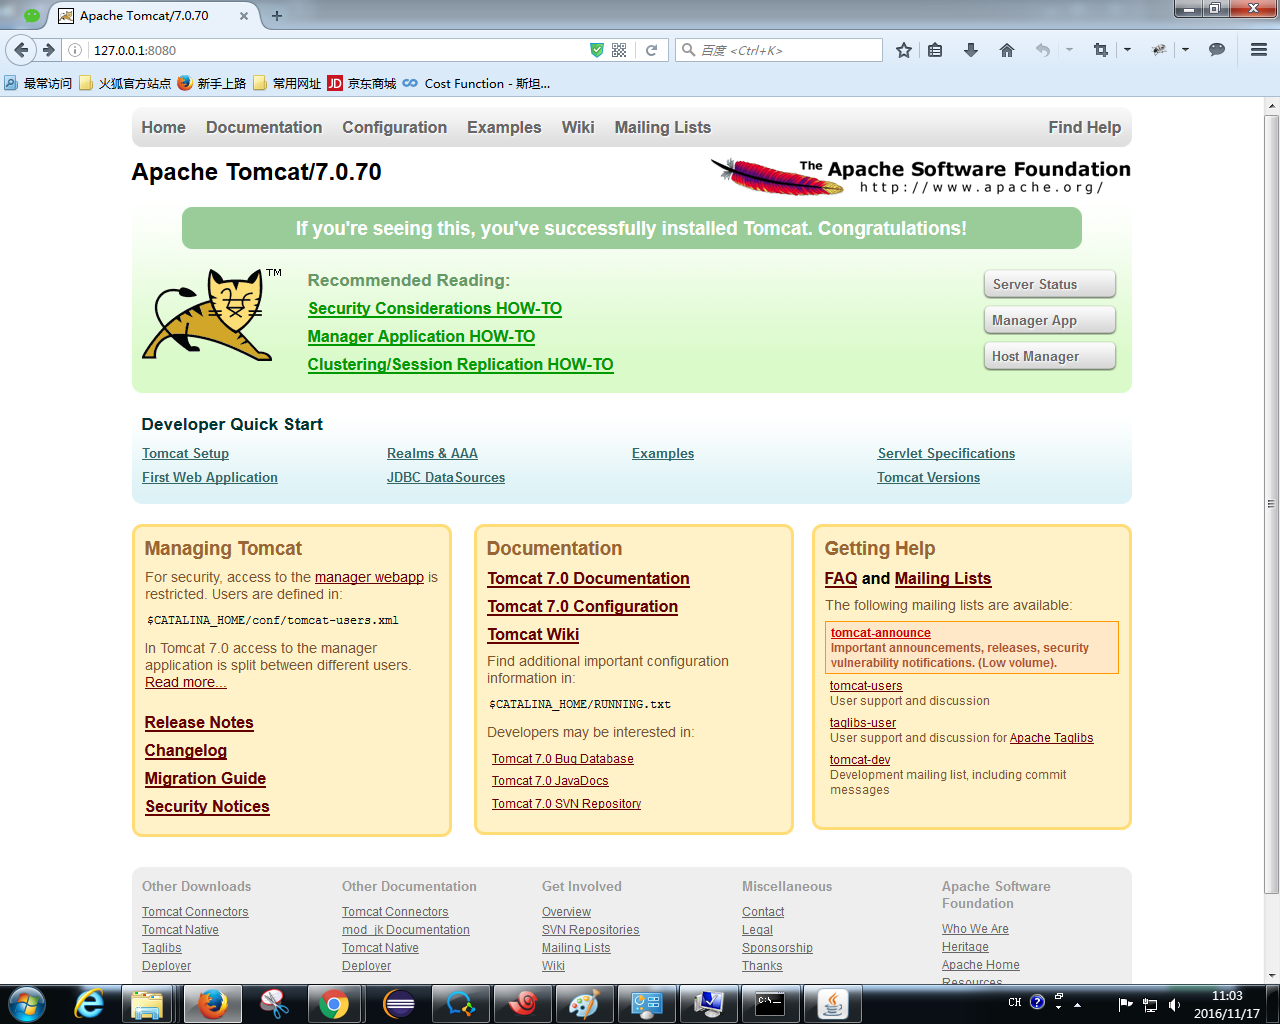 Apache Tomcat/7.0.70
127.0.0.1:8080
百度 <Ctrl+K>
最常访问 火狐官方站点 新手上路 常用网址 JD 京东商城 Cost Function - 斯坦...
Home Documentation Configuration Examples Wiki Mailing Lists Find Help
Apache Tomcat/7.0.70
The Apache Software Foundation
http://www.apache.org/
If you're seeing this, you've successfully installed Tomcat. Congratulations!
TM
Recommended Reading:
Security Considerations HOW-TO
Manager Application HOW-TO
Clustering/Session Replication HOW-TO
Server Status
Manager App
Host Manager
Developer Quick Start
Tomcat Setup Realms & AAA Examples Servlet Specifications
First Web Application JDBC DataSources Tomcat Versions
Managing Tomcat
For security, access to the manager webapp is
restricted. Users are defined in:
$CATALINA_HOME/conf/tomcat-users.xml
In Tomcat 7.0 access to the manager
application is split between different users.
Read more...
Release Notes
Changelog
Migration Guide
Security Notices
Documentation
Tomcat 7.0 Documentation
Tomcat 7.0 Configuration
Tomcat Wiki
Find additional important configuration
information in:
$CATALINA_HOME/RUNNING.txt
Developers may be interested in:
Tomcat 7.0 Bug Database
Tomcat 7.0 JavaDocs
Tomcat 7.0 SVN Repository
Getting Help
FAQ and Mailing Lists
The following mailing lists are available:
tomcat-announce
Important announcements, releases, security
vulnerability notifications. (Low volume).
tomcat-users
User support and discussion
taglibs-user
User support and discussion for Apache Taglibs
tomcat-dev
Development mailing list, including commit
messages
Other Downloads
Tomcat Connectors
Tomcat Native
Taglibs
Deployer
Other Documentation
Tomcat Connectors
mod_jk Documentation
Tomcat Native
Deployer
Get Involved
Overview
SVN Repositories
Mailing Lists
Wiki
Miscellaneous
Contact
Legal
Sponsorship
Thanks
Apache Software
Foundation
Who We Are
Heritage
Apache Home
Resources
CH
11:03
2016/11/17